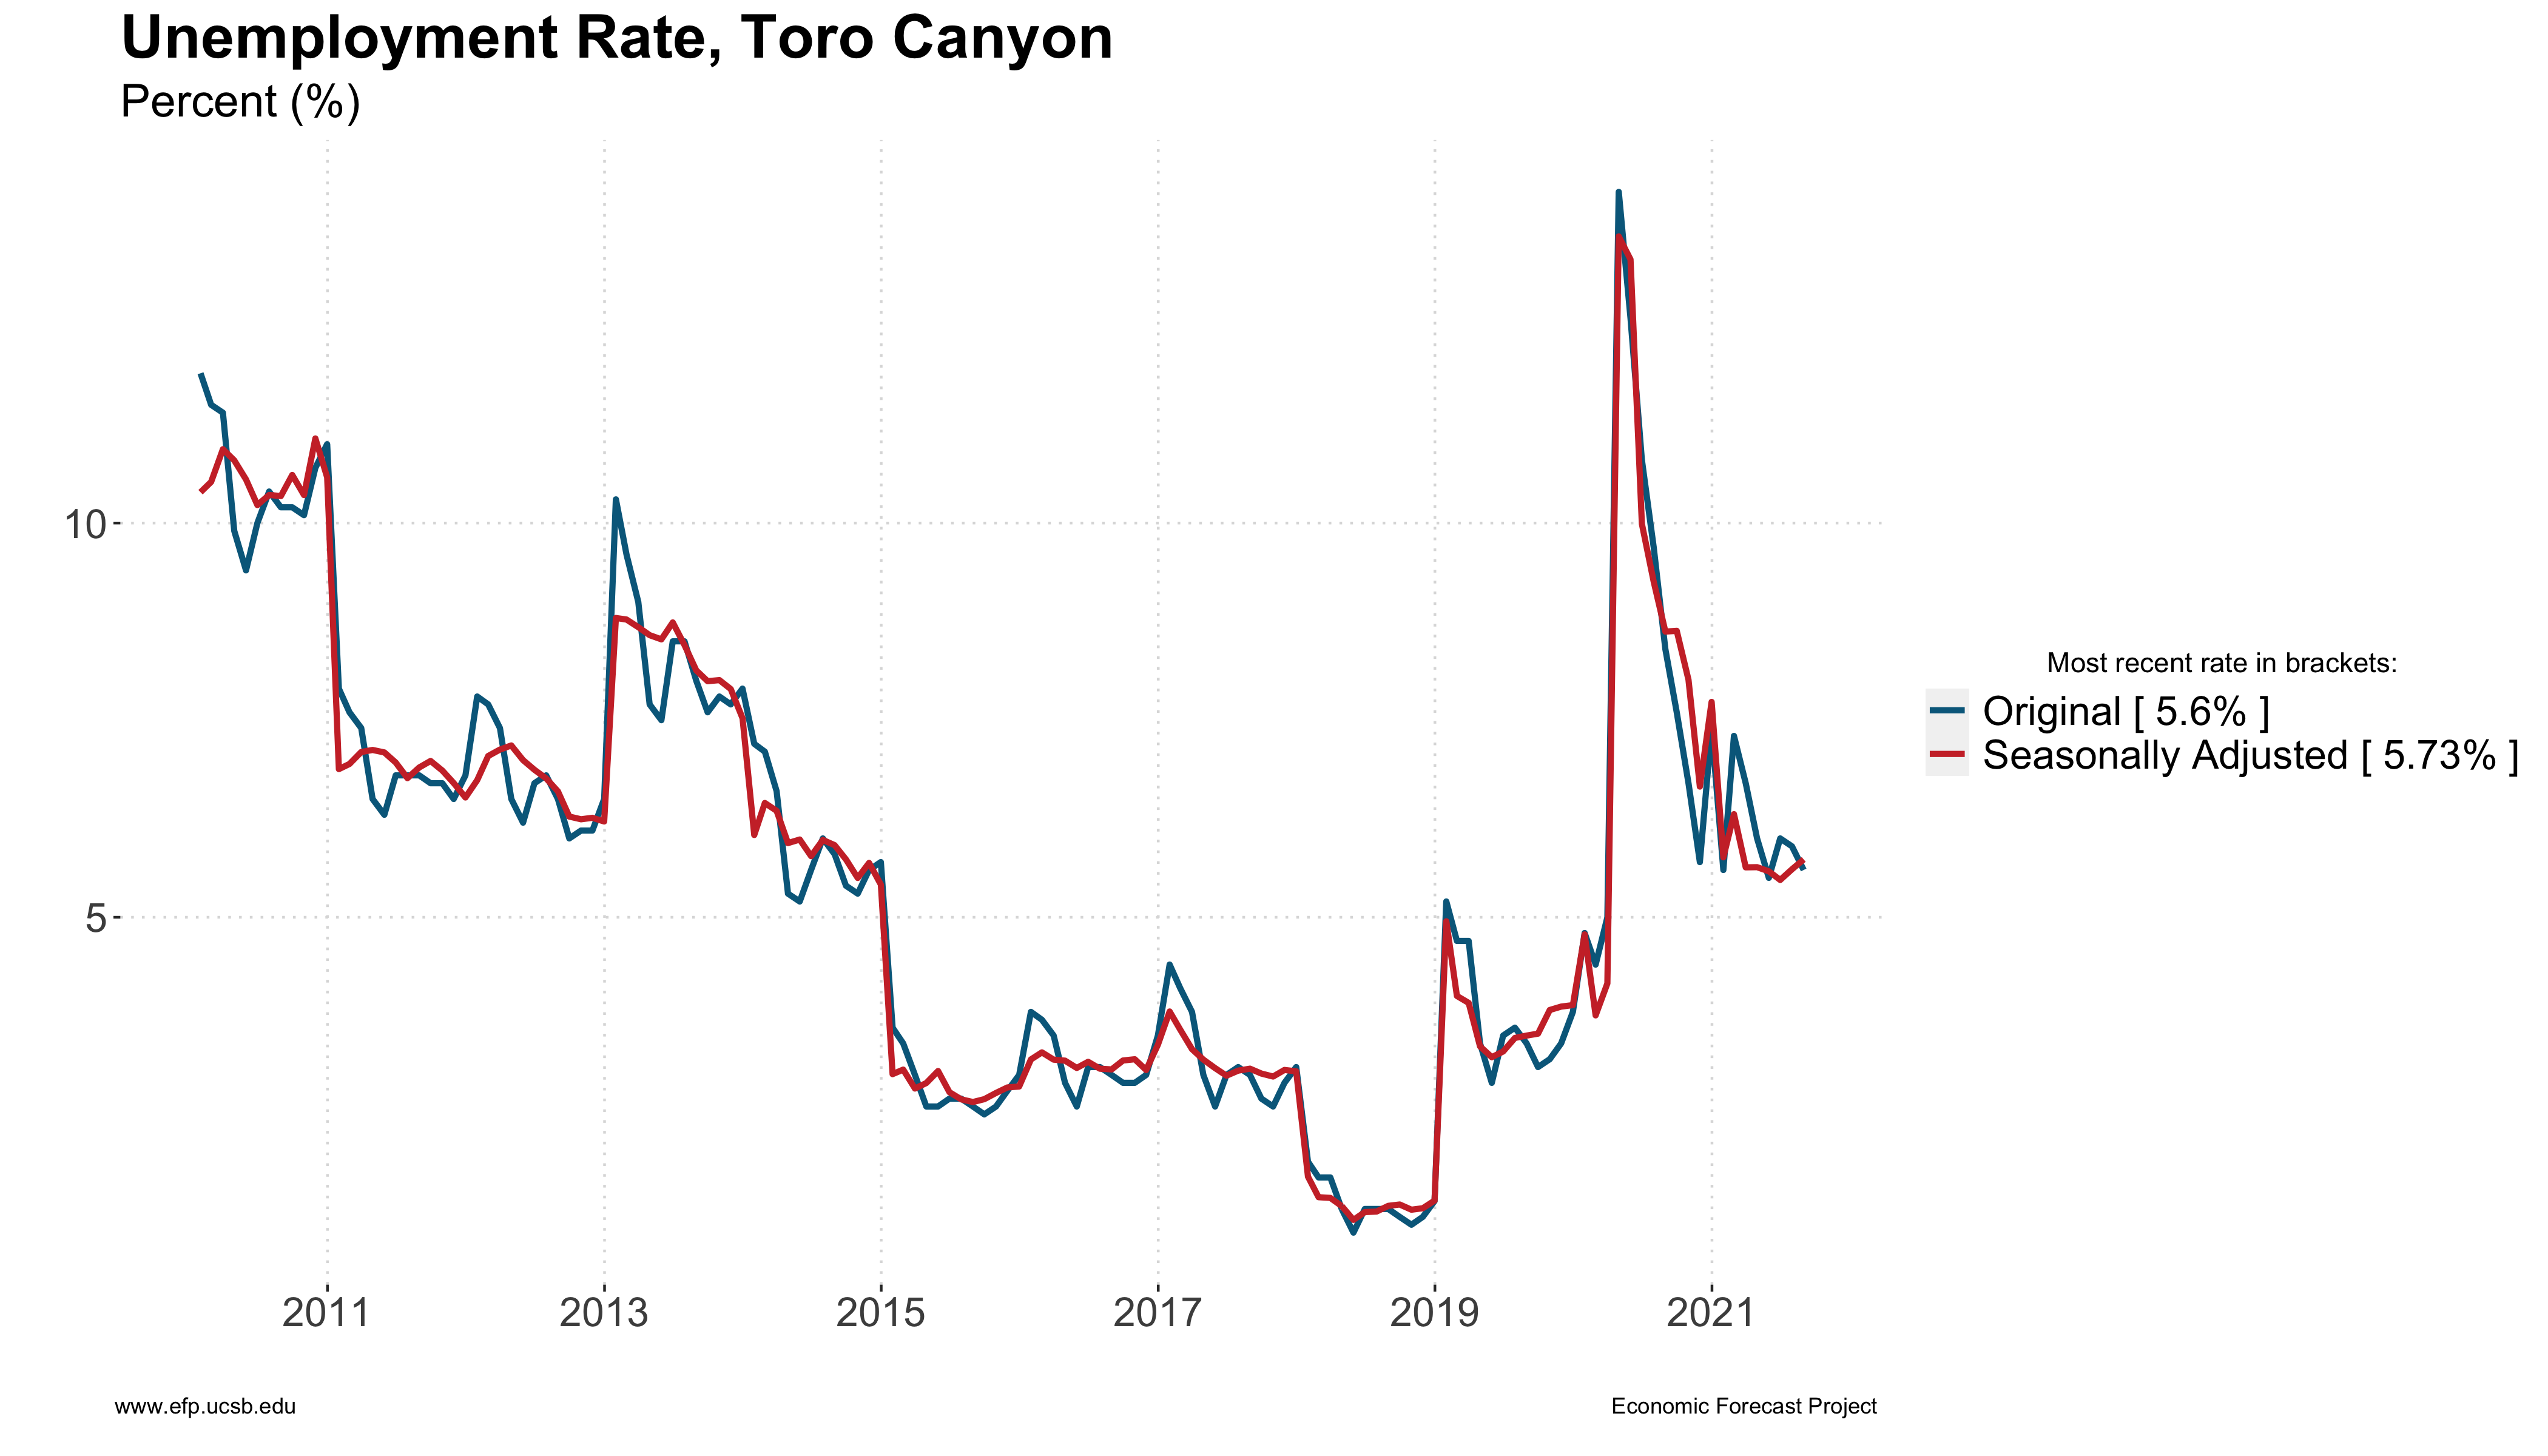 Unemployment Rate, Toro Canyon
Percent (%)
10
5
Most recent rate in brackets:
Original [ 5.6% ]
Seasonally Adjusted [ 5.73% ]
2011 2013 2015 2017 2019 2021
www.efp.ucsb.edu Economic Forecast Project